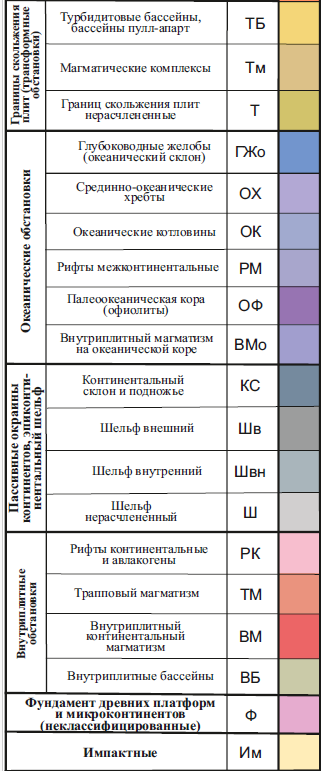 Границы скольжения
плит (трансформные
обстановки)
Турбидитовые бассейны,
бассейны пулл-апарт
ТБ
Магматические комплексы
Тм
Границ скольжения плит
нерасчлененные
Т
Океанические обстановки
Глубоководные желобы
(океанический склон)
ГЖо
Срединно-океанические
хребты
ОХ
Океанические котловины
ОК
Рифты межконтинентальные
РМ
Палеоокеаническая кора
(офиолиты)
ОФ
Внутриплитный магматизм
на океанической коре
ВМо
Пассивные окраины
континентов, эпиконти-
нентальный шельф
Континентальный
склон и подножье
КС
Шельф внешний
Шв
Шельф внутренний
Швн
Шельф
нерасчлененный
Ш
Внутриплитные
обстановки
Рифты континентальные
и авлакогены
РК
Трапповый магматизм
ТМ
Внутриплитный
континентальный
магматизм
ВМ
Внутриплитные бассейны
ВБ
Фундамент древних платформ
и микроконтинентов
(неклассифицированные)
Ф
Импактные
Им